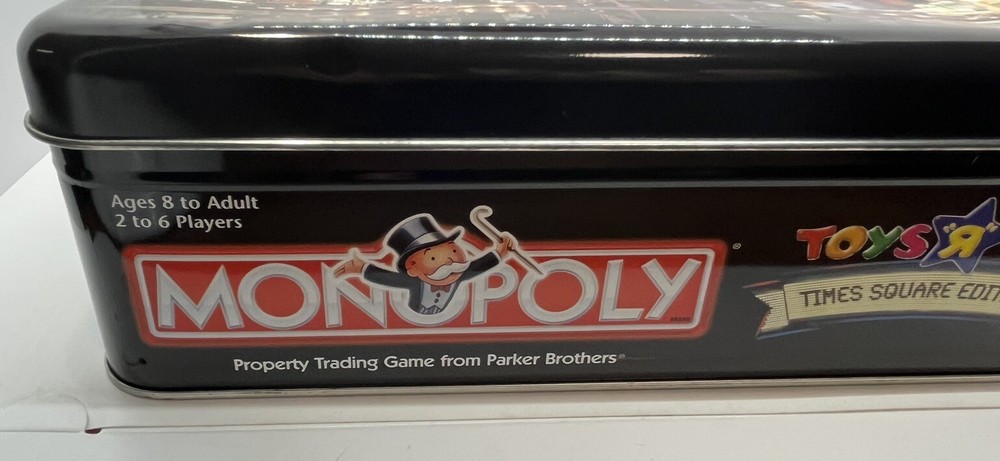 Ages 8 to Adult
2 to 6 Players
MONOPOLY
Property Trading Game from Parker Brothers®
TOYS "R"
TIMES SQUARE EDIT